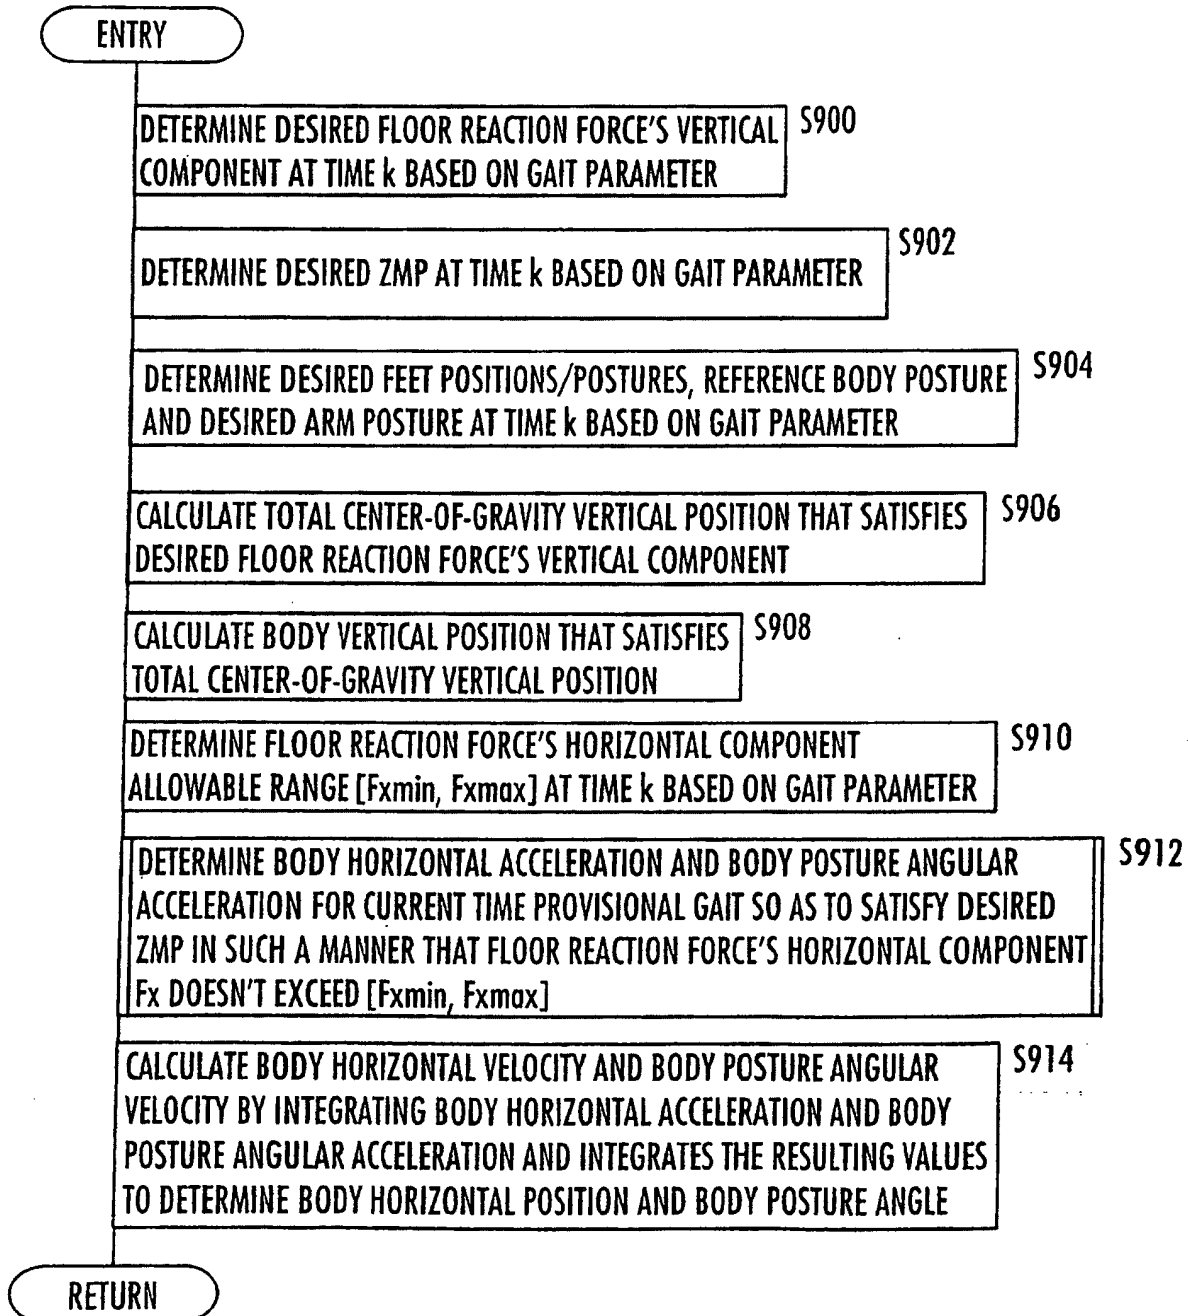 ENTRY
DETERMINE DESIRED FLOOR REACTION FORCE'S VERTICAL
COMPONENT AT TIME k BASED ON GAIT PARAMETER
S900
DETERMINE DESIRED ZMP AT TIME k BASED ON GAIT PARAMETER
S902
DETERMINE DESIRED FEET POSITIONS/POSTURES, REFERENCE BODY POSTURE
AND DESIRED ARM POSTURE AT TIME k BASED ON GAIT PARAMETER
S904
CALCULATE TOTAL CENTER-OF-GRAVITY VERTICAL POSITION THAT SATISFIES
DESIRED FLOOR REACTION FORCE'S VERTICAL COMPONENT
S906
CALCULATE BODY VERTICAL POSITION THAT SATISFIES
TOTAL CENTER-OF-GRAVITY VERTICAL POSITION
S908
DETERMINE FLOOR REACTION FORCE'S HORIZONTAL COMPONENT
ALLOWABLE RANGE [Fxmin, Fxmax] AT TIME k BASED ON GAIT PARAMETER
S910
DETERMINE BODY HORIZONTAL ACCELERATION AND BODY POSTURE ANGULAR
ACCELERATION FOR CURRENT TIME PROVISIONAL GAIT SO AS TO SATISFY DESIRED
ZMP IN SUCH A MANNER THAT FLOOR REACTION FORCE'S HORIZONTAL COMPONENT
Fx DOESN'T EXCEED [Fxmin, Fxmax]
S912
CALCULATE BODY HORIZONTAL VELOCITY AND BODY POSTURE ANGULAR
VELOCITY BY INTEGRATING BODY HORIZONTAL ACCELERATION AND BODY
POSTURE ANGULAR ACCELERATION AND INTEGRATES THE RESULTING VALUES
TO DETERMINE BODY HORIZONTAL POSITION AND BODY POSTURE ANGLE
S914
RETURN